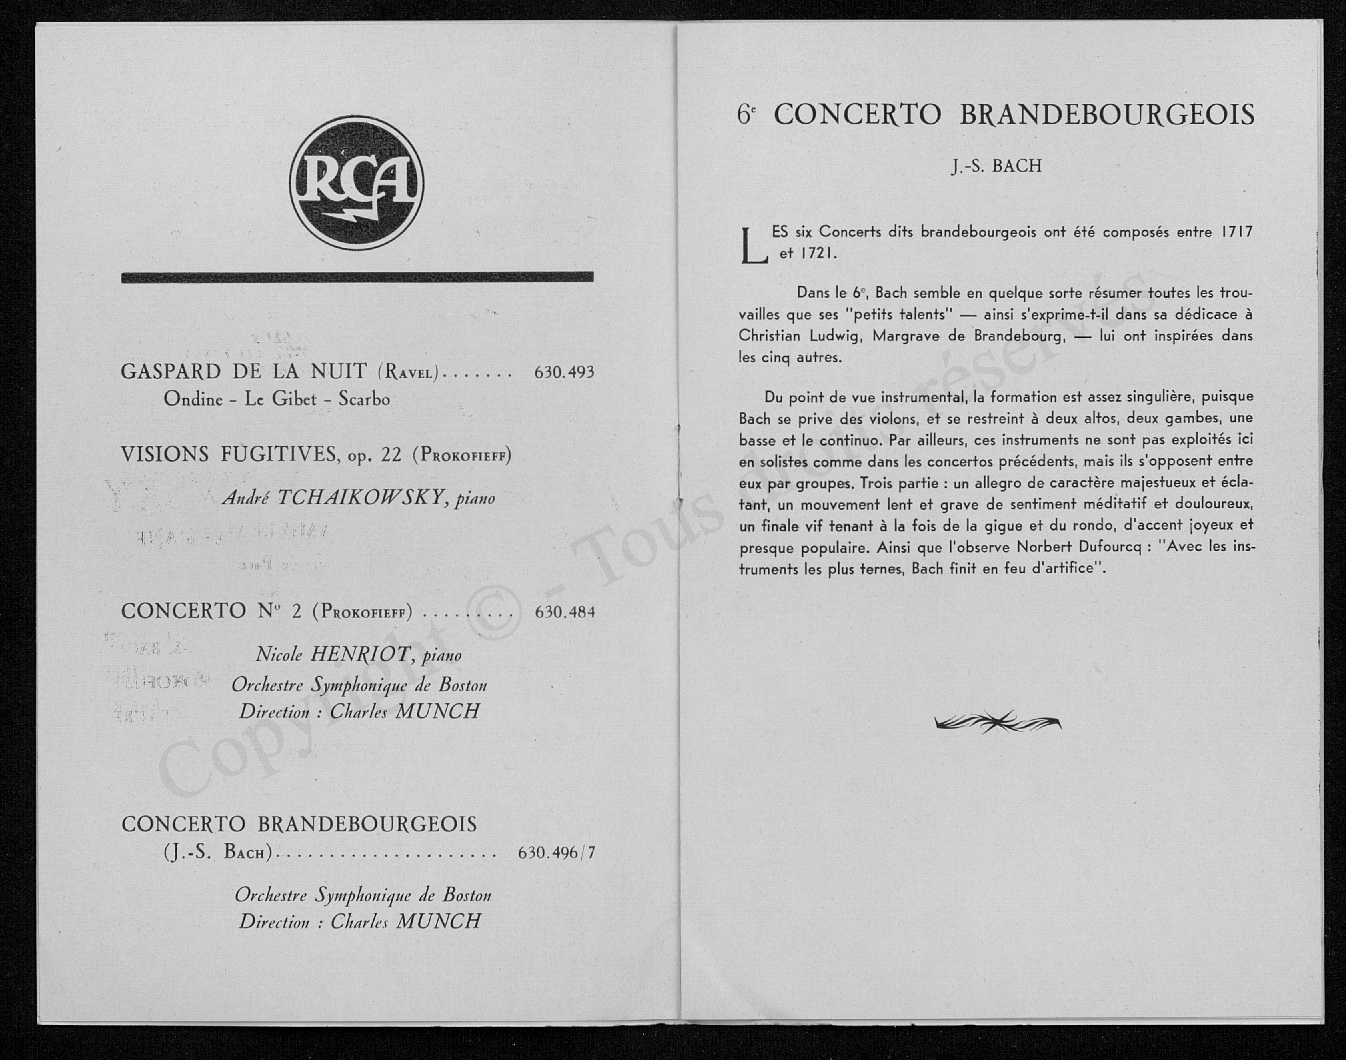 RCA
GASPARD DE LA NUIT (RAVEL)....... 630.493
Ondine - Le Gibet - Scarbo
VISIONS FUGITIVES, op. 22 (PROKOFIEFF)
André TCHAIKOWSKY, piano
CONCERTO Nº 2 (PROKOFIEFF) ......... 630.484
Nicole HENRIOT, piano
Orchestre Symphonique de Boston
Direction : Charles MUNCH
CONCERTO BRANDEBOURGEOIS
(J.-S. BACH)..................... 630.496/7
Orchestre Symphonique de Boston
Direction : Charles MUNCH
6e CONCERTO BRANDEBOURGEOIS
J.-S. BACH
LES six Concerts dits brandebourgeois ont été composés entre 1717
et 1721.
Dans le 6e, Bach semble en quelque sorte résumer toutes les trou-
vailles que ses "petits talents" — ainsi s'exprime-t-il dans sa dédicace à
Christian Ludwig, Margrave de Brandebourg, — lui ont inspirées dans
les cinq autres.
Du point de vue instrumental, la formation est assez singulière, puisque
Bach se prive des violons, et se restreint à deux altos, deux gambes, une
basse et le continuo. Par ailleurs, ces instruments ne sont pas exploités ici
en solistes comme dans les concertos précédents, mais ils s'opposent entre
eux par groupes. Trois partie : un allegro de caractère majestueux et écla-
tant, un mouvement lent et grave de sentiment méditatif et douloureux,
un finale vif tenant à la fois de la gigue et du rondo, d'accent joyeux et
presque populaire. Ainsi que l'observe Norbert Dufourcq : "Avec les ins-
truments les plus ternes, Bach finit en feu d'artifice".
Copyright © - Tous droits réservés